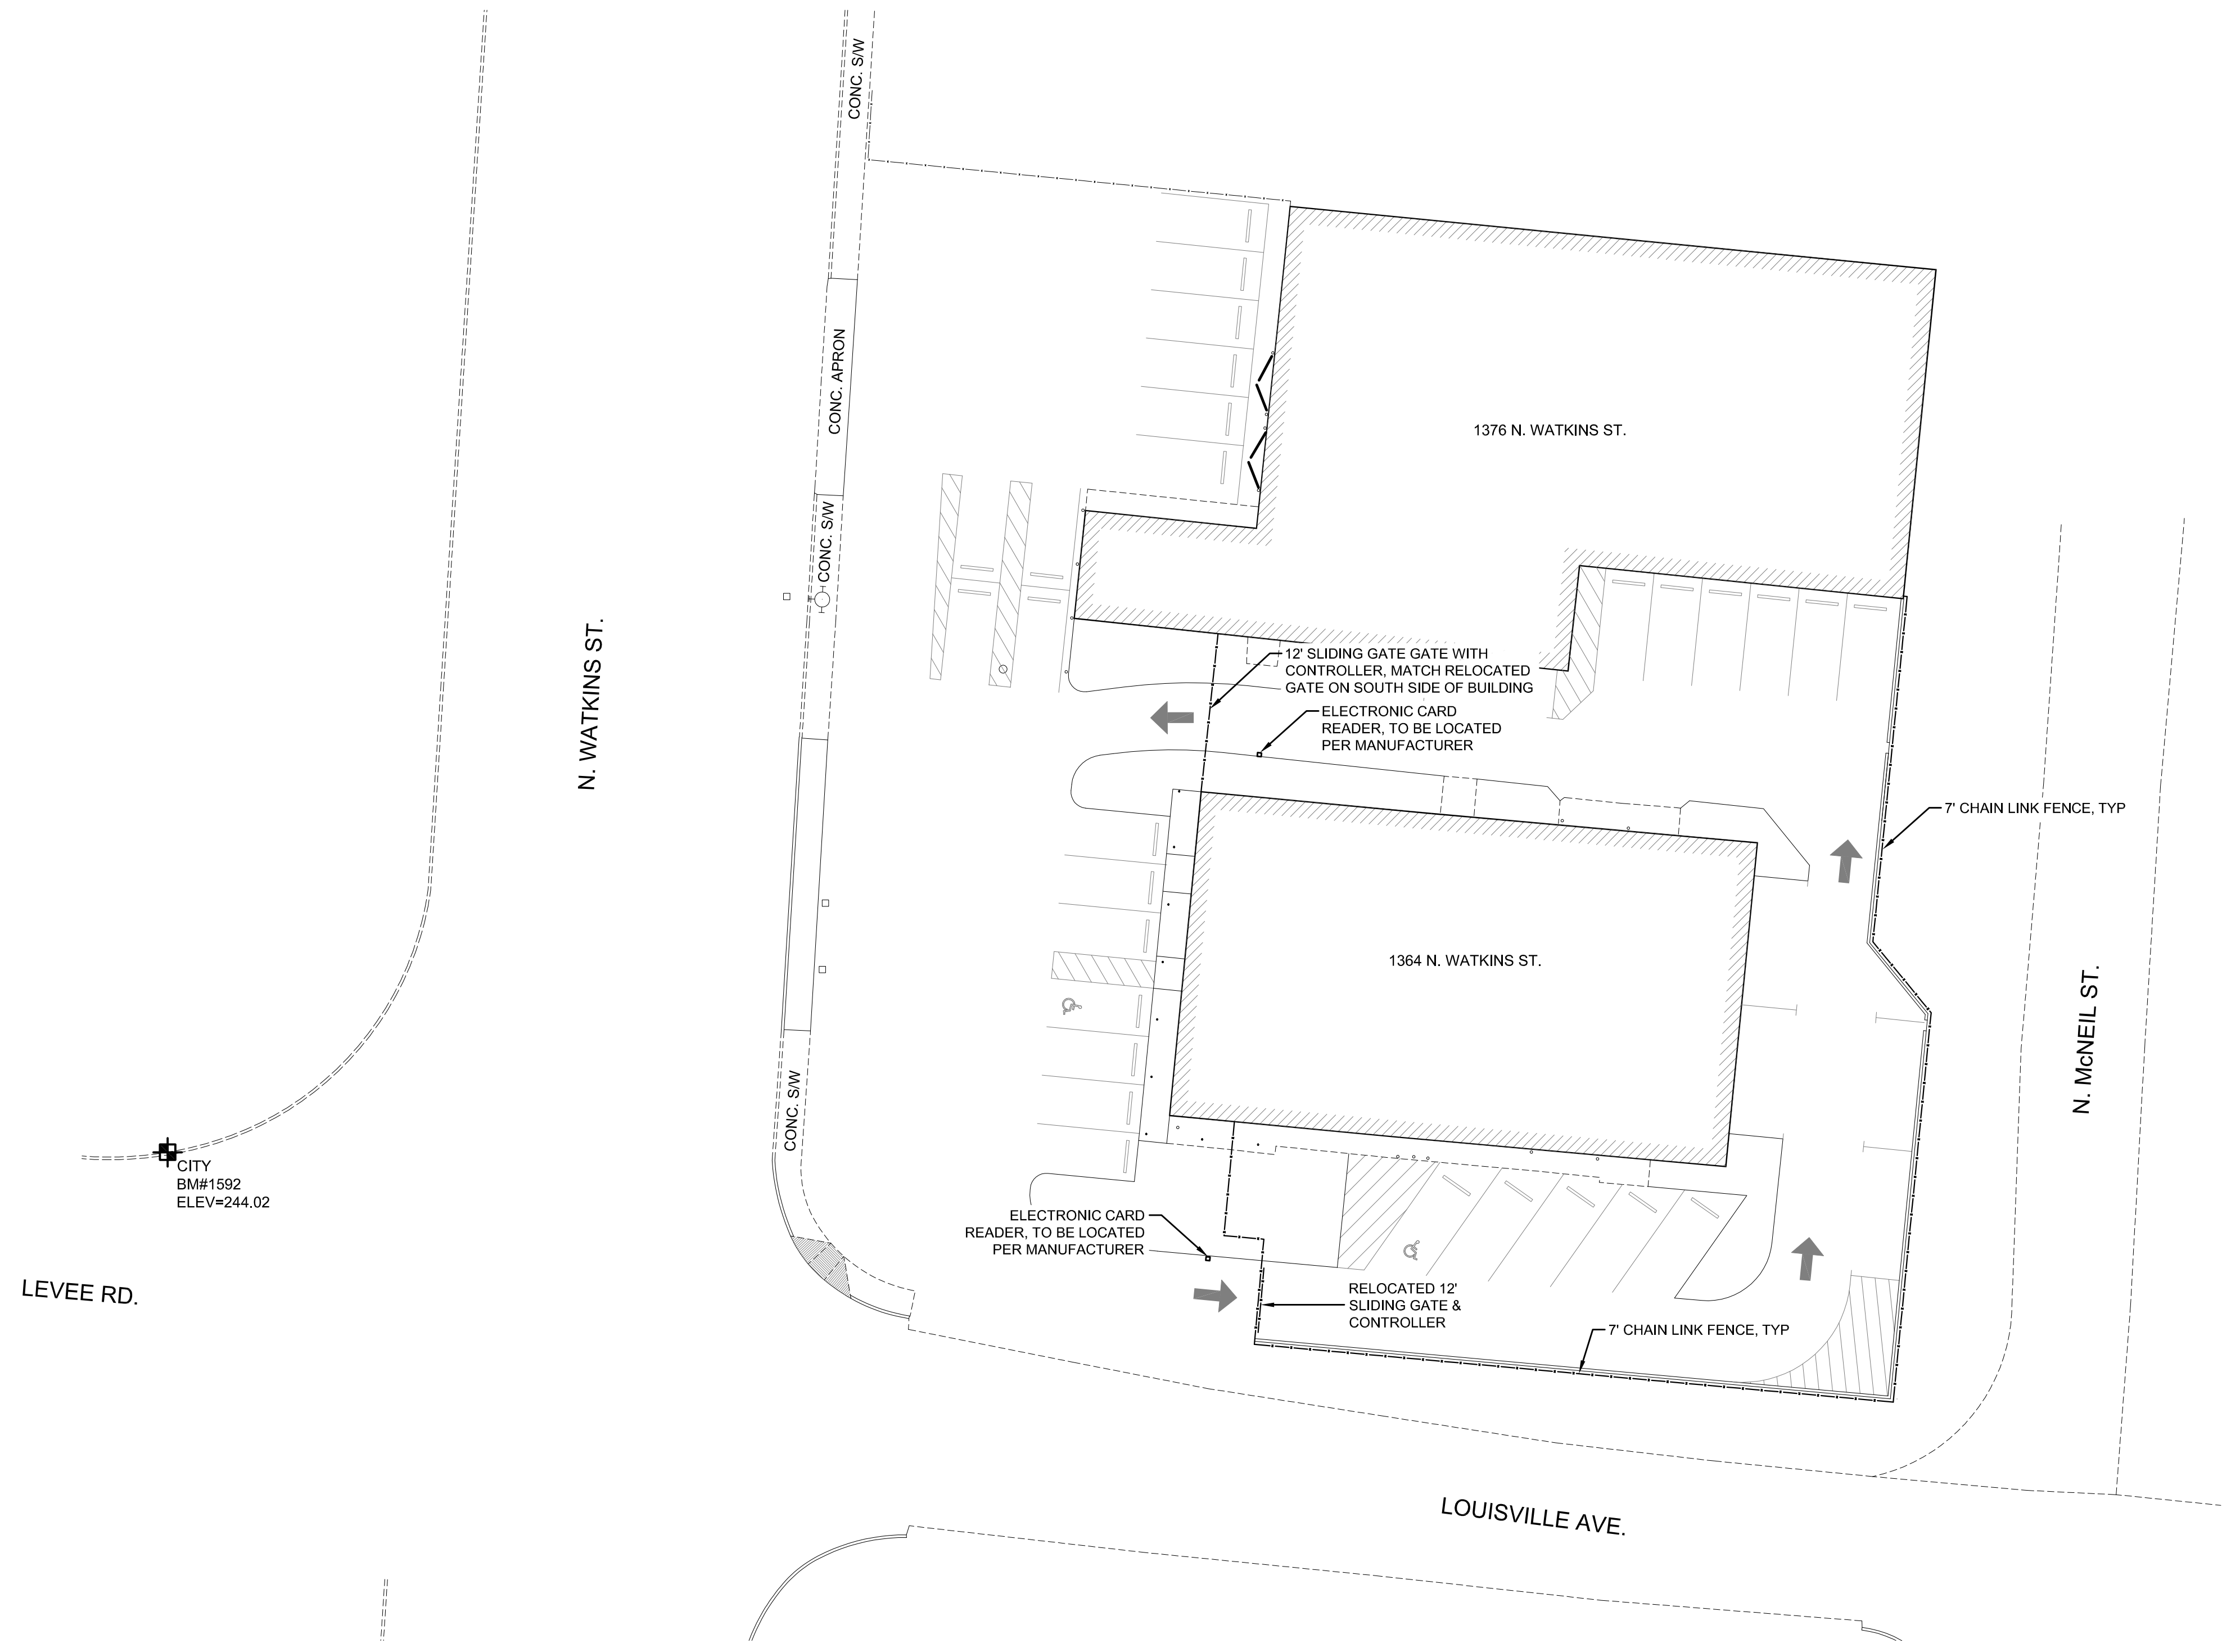 CONC. S/W
CONC. APRON
CONC. S/W
1376 N. WATKINS ST.
N. WATKINS ST.
12' SLIDING GATE GATE WITH
CONTROLLER, MATCH RELOCATED
GATE ON SOUTH SIDE OF BUILDING
ELECTRONIC CARD
READER, TO BE LOCATED
PER MANUFACTURER
7' CHAIN LINK FENCE, TYP
1364 N. WATKINS ST.
N. McNEIL ST.
CONC. S/W
CITY
BM#1592
ELEV=244.02
ELECTRONIC CARD
READER, TO BE LOCATED
PER MANUFACTURER
LEVEE RD.
RELOCATED 12'
SLIDING GATE &
CONTROLLER
7' CHAIN LINK FENCE, TYP
LOUISVILLE AVE.